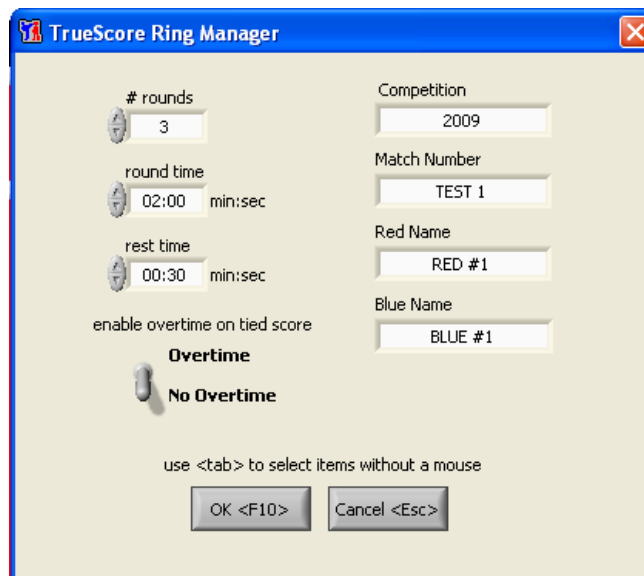 TrueScore Ring Manager
# rounds
3
round time
02:00 min:sec
rest time
00:30 min:sec
enable overtime on tied score
Overtime
No Overtime
Competition
2009
Match Number
TEST 1
Red Name
RED #1
Blue Name
BLUE #1
use <tab> to select items without a mouse
OK <F10>
Cancel <Esc>